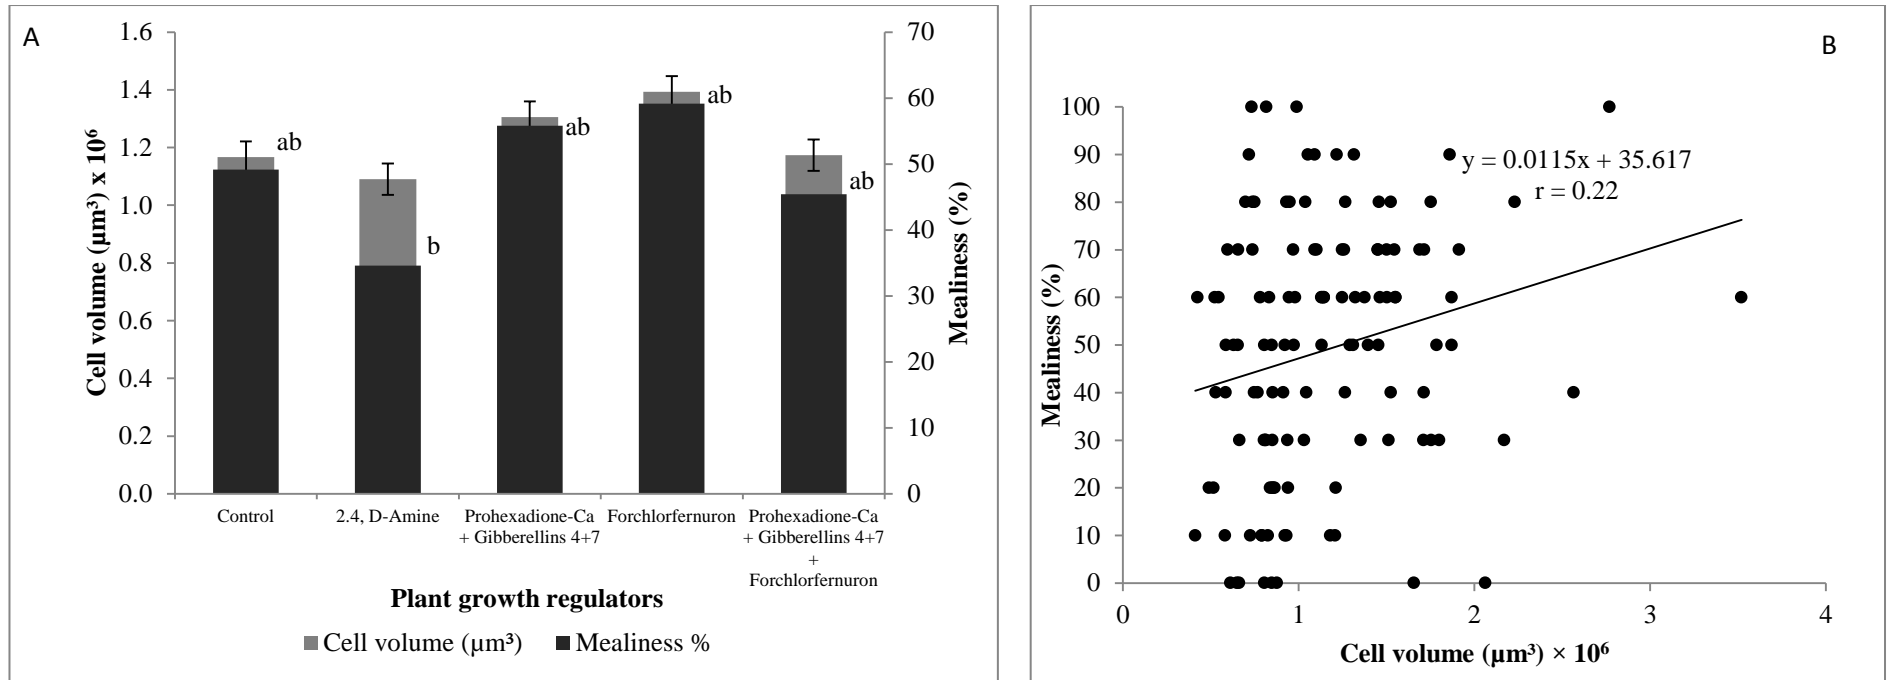 A
1.6
1.4
1.2
1.0
0.8
0.6
0.4
0.2
0.0
Cell volume (µm³) x 10⁶
70
60
50
40
30
20
10
0
Mealiness (%)
ab
b
ab
ab
ab
Control
2.4, D-Amine
Prohexadione-Ca
+ Gibberellins 4+7
Forchlorfernuron
Prohexadione-Ca
+ Gibberellins 4+7
+
Forchlorfernuron
Plant growth regulators
Cell volume (µm³)
Mealiness %
B
100
90
80
70
60
50
40
30
20
10
0
Mealiness (%)
y = 0.0115x + 35.617
r = 0.22
0
1
2
3
4
Cell volume (µm³) × 10⁶